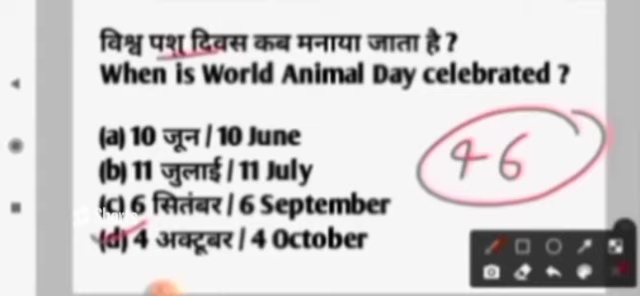 विश्व पशु दिवस कब मनाया जाता है ?
When is World Animal Day celebrated ?
(a) 10 जून / 10 June
(b) 11 जुलाई / 11 July
(c) 6 सितंबर / 6 September
(d) 4 अक्टूबर / 4 October
46